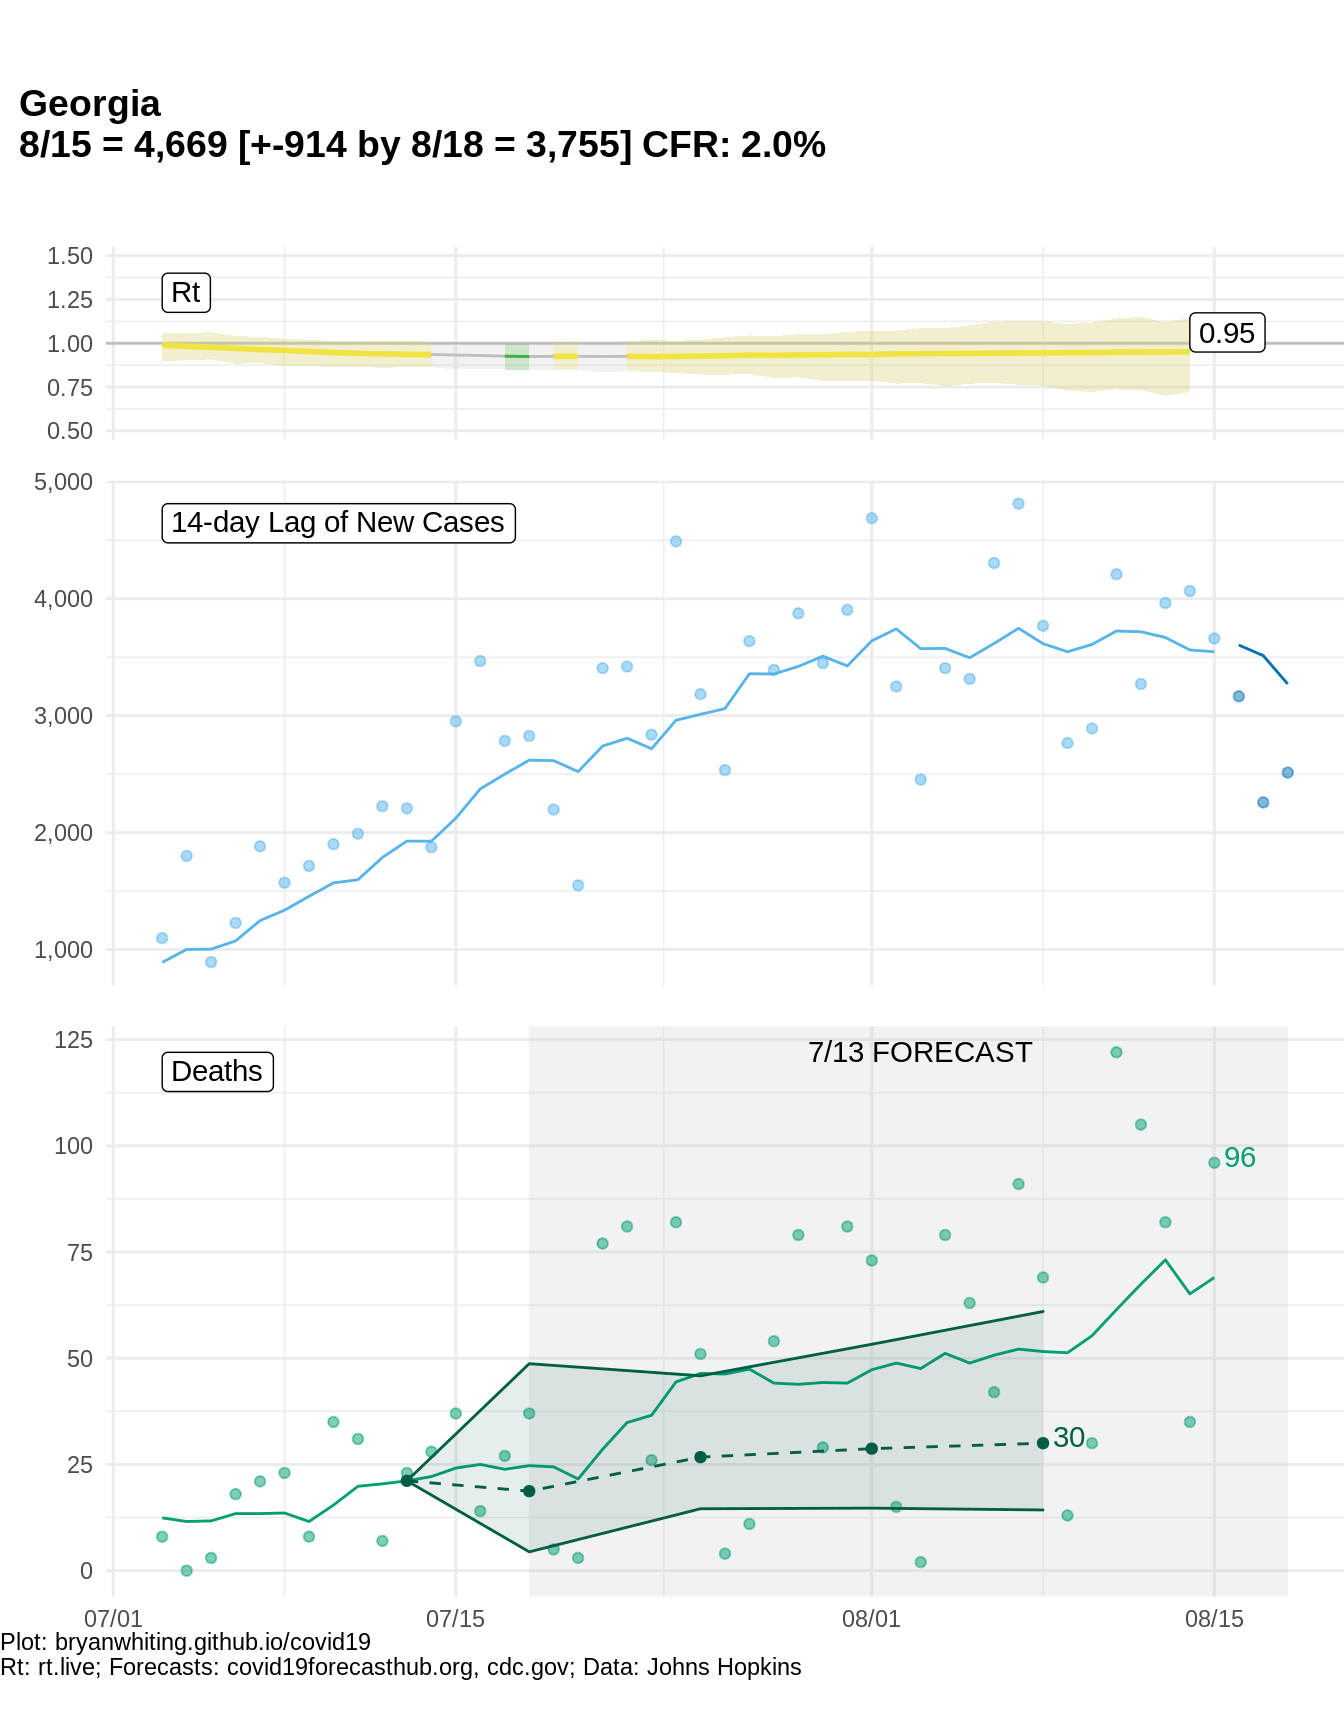 Georgia
8/15 = 4,669 [+-914 by 8/18 = 3,755] CFR: 2.0%
1.50
Rt
1.25
1.00
0.95
0.75
0.50
5,000
14-day Lag of New Cases
4,000
3,000
2,000
1,000
125
7/13 FORECAST
Deaths
100
96
75
50
30
25
0
07/01 07/15 08/01 08/15
Plot: bryanwhiting.github.io/covid19
Rt: rt.live; Forecasts: covid19forecasthub.org, cdc.gov; Data: Johns Hopkins